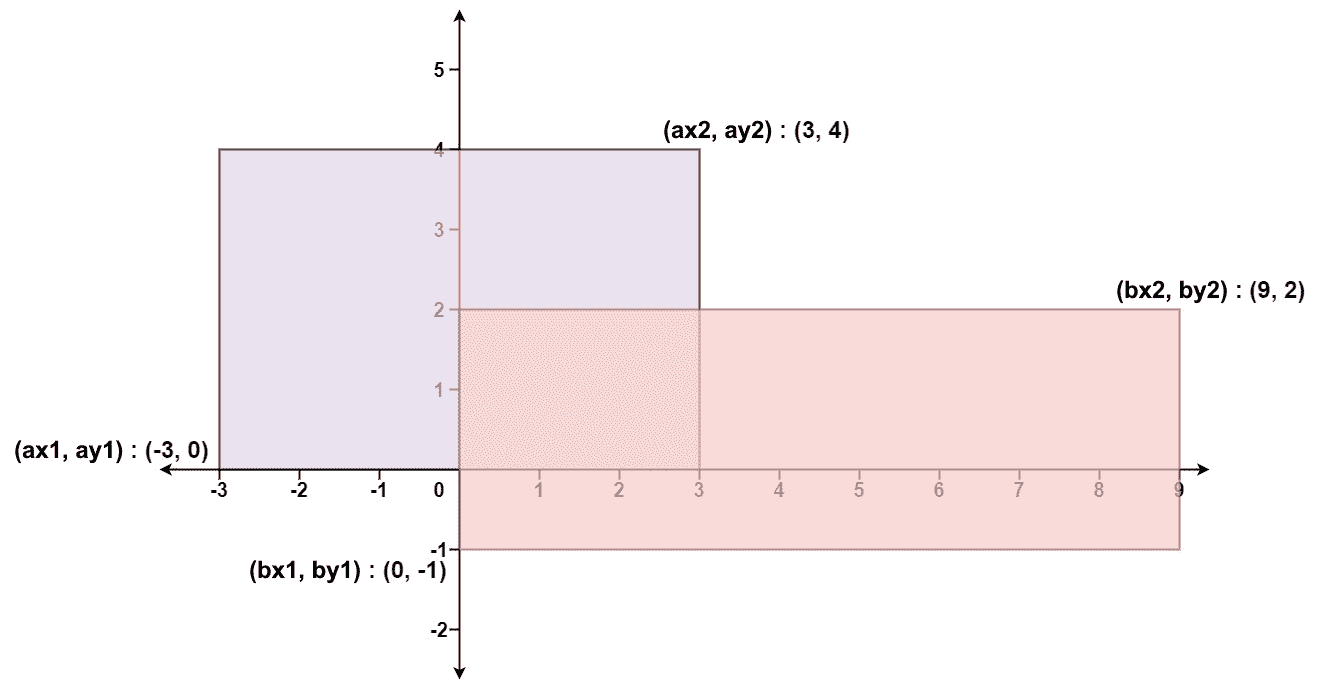 5
(ax2, ay2) : (3, 4)
4
3
(bx2, by2) : (9, 2)
2
1
(ax1, ay1) : (-3, 0)
-3 -2 -1 0 1 2 3 4 5 6 7 8 9
-1
(bx1, by1) : (0, -1)
-2